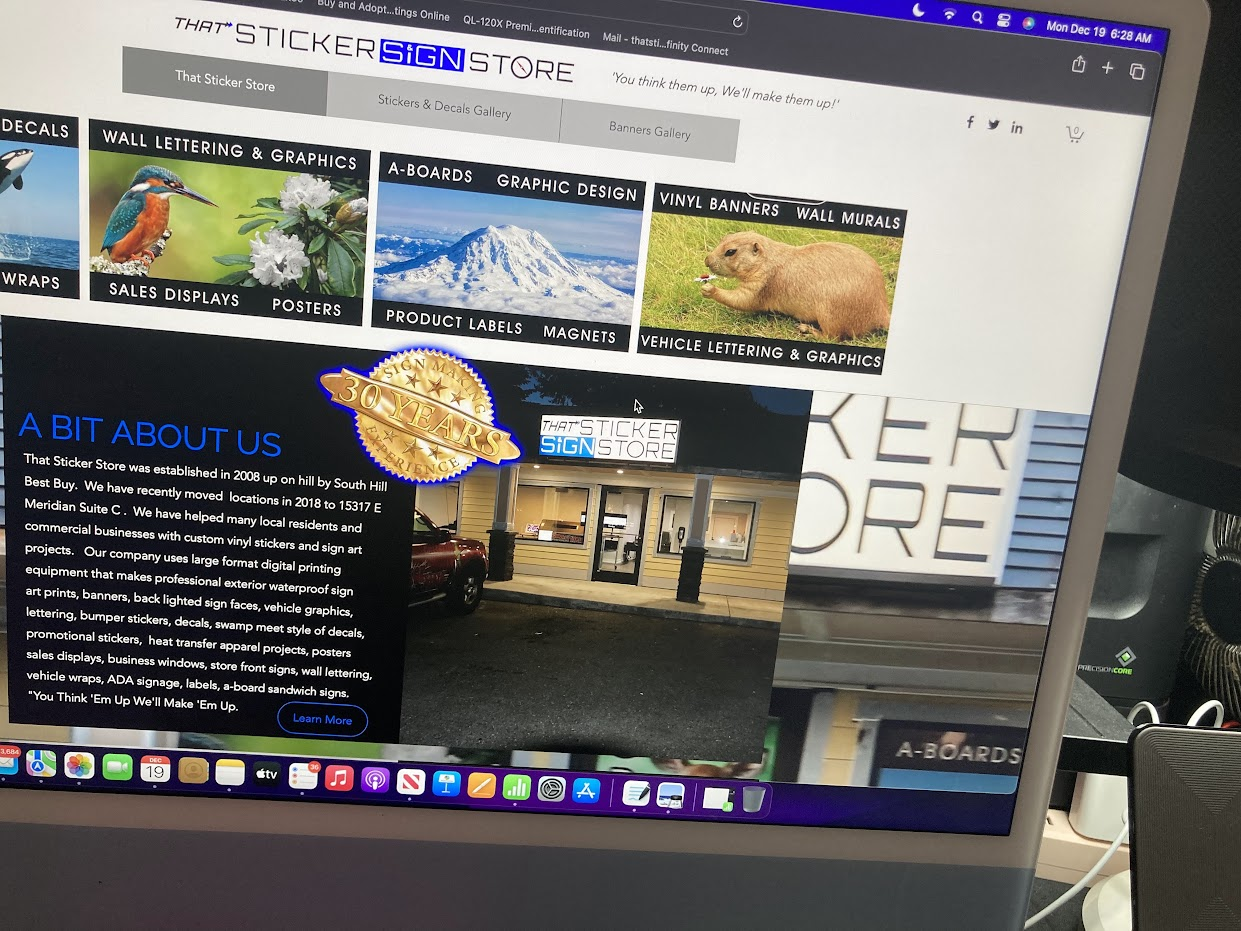 Buy and Adopt...tings Online
QL-120X Premi...entification
Mail - thatsti...finity Connect
Mon Dec 19 6:28 AM
THAT STICKER SiGN STORE
'You think them up, We'll make them up!'
That Sticker Store
Stickers & Decals Gallery
Banners Gallery
f
in
0
DECALS
WRAPS
WALL LETTERING & GRAPHICS
SALES DISPLAYS POSTERS
A-BOARDS GRAPHIC DESIGN
PRODUCT LABELS MAGNETS
VINYL BANNERS WALL MURALS
VEHICLE LETTERING & GRAPHICS
SIGN MAKING
30 YEARS
EXPERIENCE
A BIT ABOUT US
That Sticker Store was established in 2008 up on hill by South Hill
Best Buy. We have recently moved locations in 2018 to 15317 E
Meridian Suite C . We have helped many local residents and
commercial businesses with custom vinyl stickers and sign art
projects. Our company uses large format digital printing
equipment that makes professional exterior waterproof sign
art prints, banners, back lighted sign faces, vehicle graphics,
lettering, bumper stickers, decals, swamp meet style of decals,
promotional stickers, heat transfer apparel projects, posters
sales displays, business windows, store front signs, wall lettering,
vehicle wraps, ADA signage, labels, a-board sandwich signs.
"You Think 'Em Up We'll Make 'Em Up.
Learn More
THAT STICKER
SiGN STORE
KER
ORE
A-BOARDS
PRECISIONCORE
3,684
DEC
19
tv
36